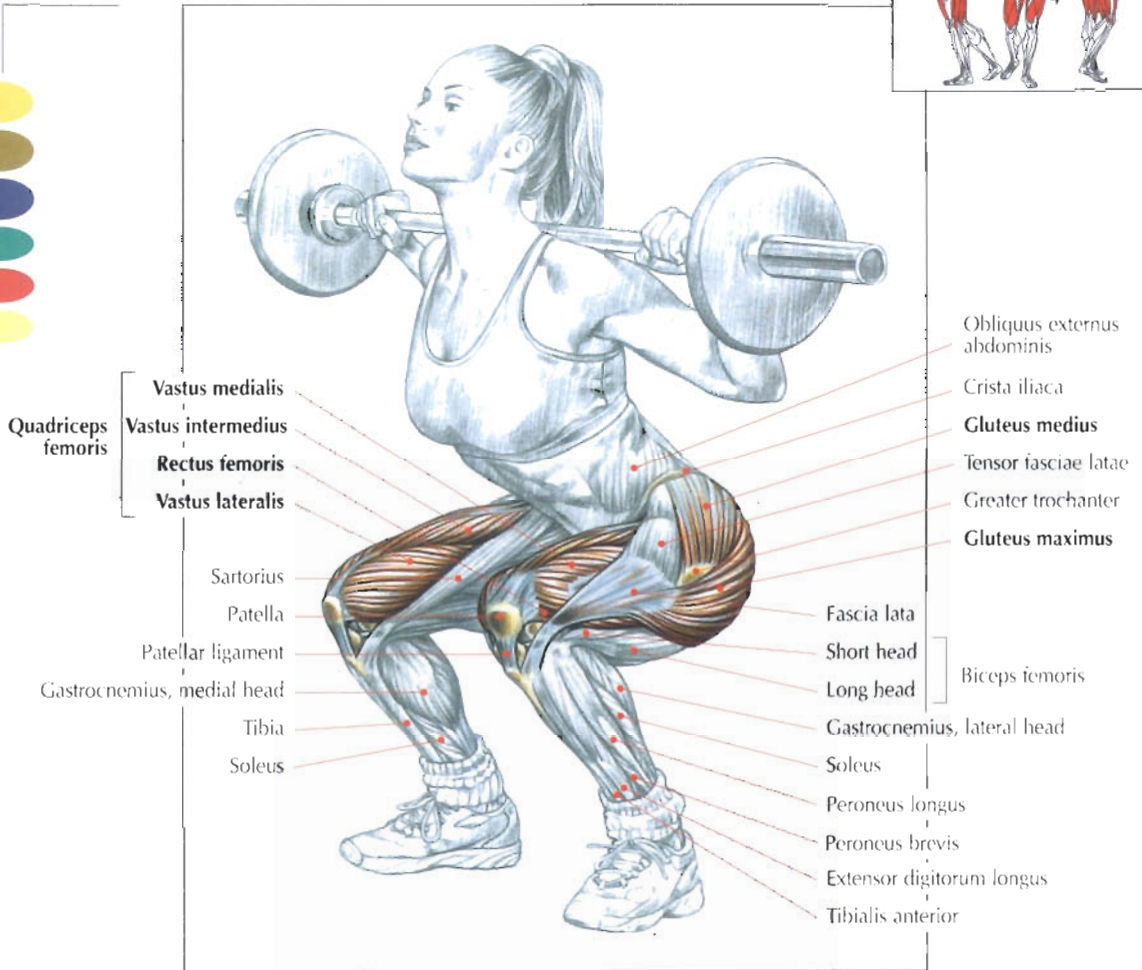 Vastus medialis
Quadriceps
femoris
Vastus intermedius
Rectus femoris
Vastus lateralis
Sartorius
Patella
Patellar ligament
Gastrocnemius, medial head
Tibia
Soleus
Obliquus externus
abdominis
Crista iliaca
Gluteus medius
Tensor fasciae latae
Greater trochanter
Gluteus maximus
Fascia lata
Short head
Long head
Biceps femoris
Gastrocnemius, lateral head
Soleus
Peroneus longus
Peroneus brevis
Extensor digitorum longus
Tibialis anterior